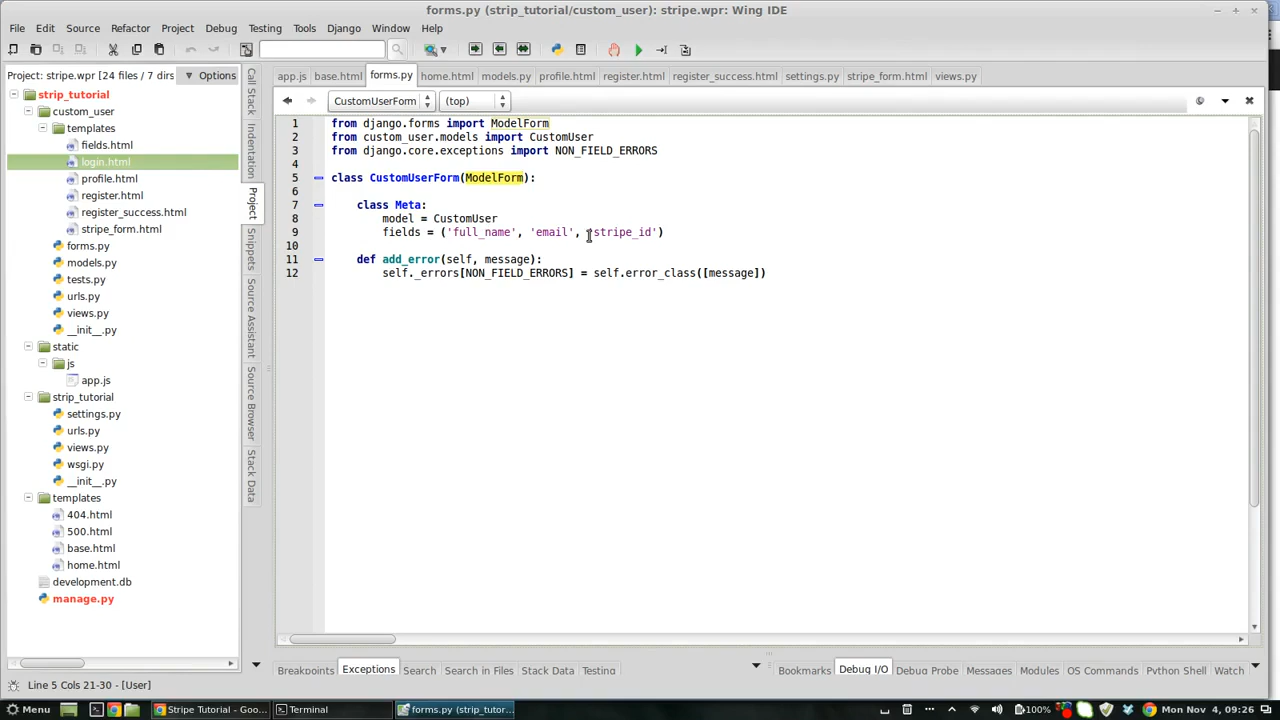 forms.py (strip_tutorial/custom_user): stripe.wpr: Wing IDE
File Edit Source Refactor Project Debug Testing Tools Django Window Help
Project: stripe.wpr [24 files / 7 dirs Options
strip_tutorial
custom_user
templates
fields.html
login.html
profile.html
register.html
register_success.html
stripe_form.html
forms.py
models.py
tests.py
urls.py
views.py
__init__.py
static
js
app.js
strip_tutorial
settings.py
urls.py
views.py
wsgi.py
__init__.py
templates
404.html
500.html
base.html
home.html
development.db
manage.py
Call Stack
Indentation
Project
Snippets
Source Assistant
Source Browser
Stack Data
app.js base.html forms.py home.html models.py profile.html register.html register_success.html settings.py stripe_form.html views.py
CustomUserForm (top)
1 from django.forms import ModelForm
2 from custom_user.models import CustomUser
3 from django.core.exceptions import NON_FIELD_ERRORS
4
5 class CustomUserForm(ModelForm):
6
7 class Meta:
8 model = CustomUser
9 fields = ('full_name', 'email', 'stripe_id')
10
11 def add_error(self, message):
12 self._errors[NON_FIELD_ERRORS] = self.error_class([message])
Breakpoints Exceptions Search Search in Files Stack Data Testing
Bookmarks Debug I/O Debug Probe Messages Modules OS Commands Python Shell Watch
Line 5 Cols 21-30 - [User]
Menu Stripe Tutorial - Goo... Terminal forms.py (strip_tutor... 100% Mon Nov 4, 09:26